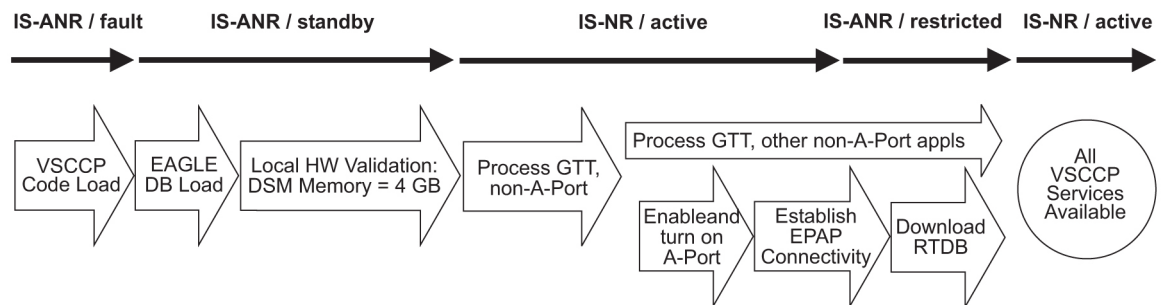 IS-ANR / fault
IS-ANR / standby
IS-NR / active
IS-ANR / restricted
IS-NR / active
VSCCP
Code Load
EAGLE
DB Load
Local HW Validation:
DSM Memory = 4 GB
Process GTT,
non-A-Port
Process GTT, other non-A-Port appls
Enableand
turn on
A-Port
Establish
EPAP
Connectivity
Download
RTDB
All
VSCCP
Services
Available